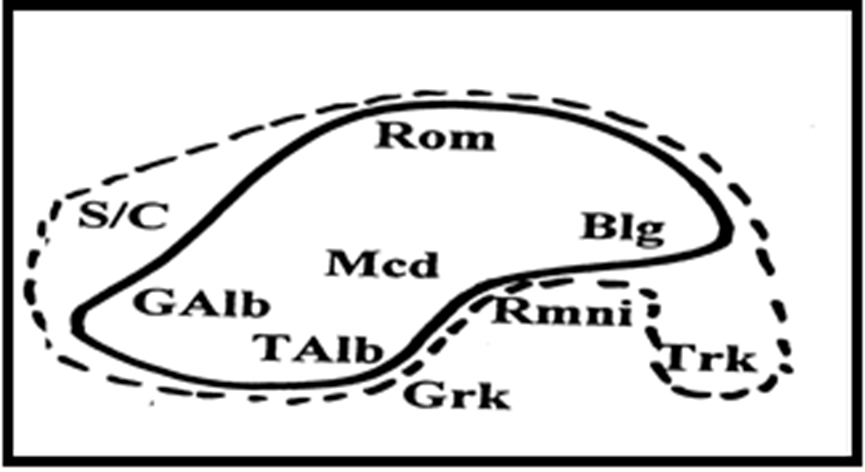 Rom
S/C
Blg
Mcd
GAlb
Rmni
TAlb
Trk
Grk